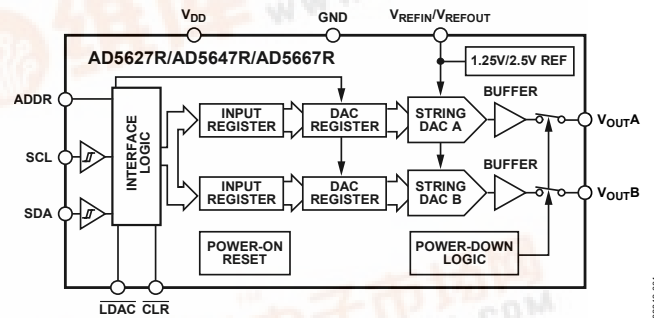 VDD
GND
VREFIN/VREFOUT
AD5627R/AD5647R/AD5667R
1.25V/2.5V REF
ADDR
SCL
SDA
INTERFACE
LOGIC
INPUT
REGISTER
DAC
REGISTER
STRING
DAC A
BUFFER
VOUTA
INPUT
REGISTER
DAC
REGISTER
STRING
DAC B
BUFFER
VOUTB
POWER-ON
RESET
POWER-DOWN
LOGIC
LDAC
CLR